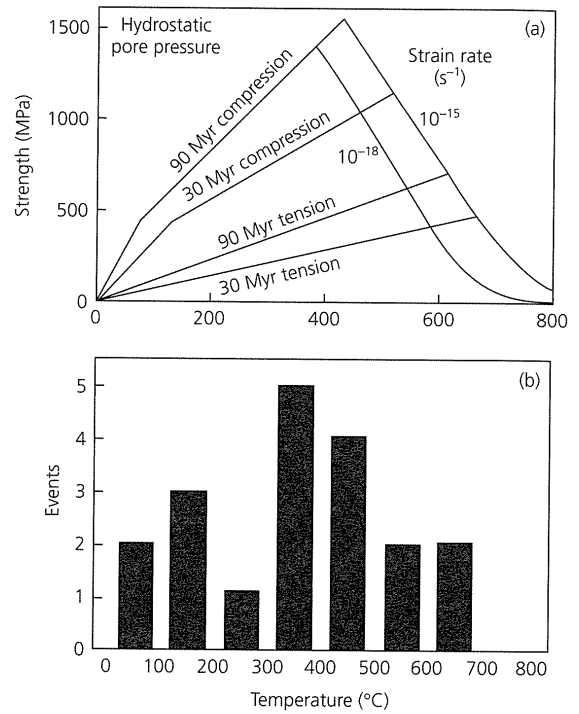 (a)
Hydrostatic
pore pressure
Strain rate
(s⁻¹)
Strength (MPa)
1500
1000
500
0
90 Myr compression
30 Myr compression
90 Myr tension
30 Myr tension
10⁻¹⁵
10⁻¹⁸
0 200 400 600 800
(b)
Events
5
4
3
2
1
0
0 100 200 300 400 500 600 700 800
Temperature (°C)